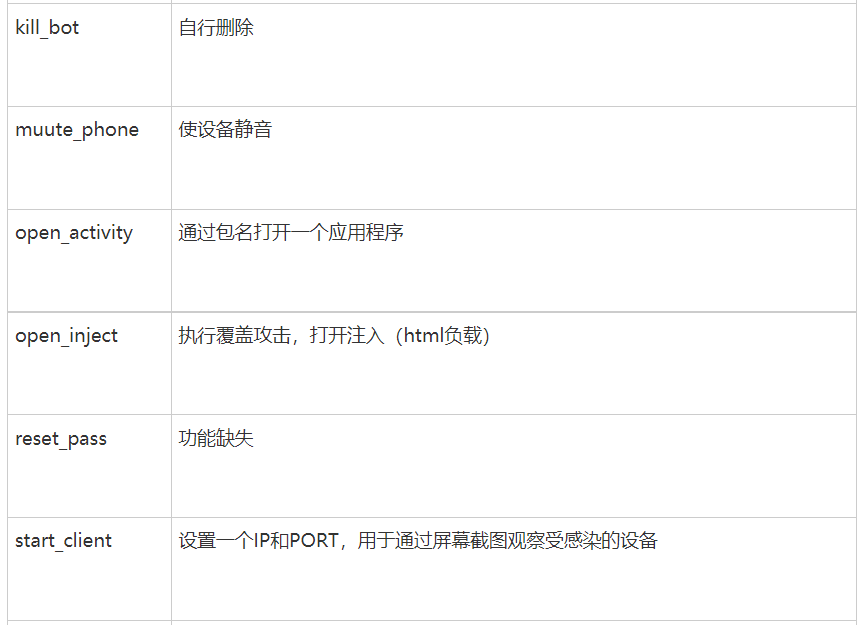 kill_bot 自行删除
muute_phone 使设备静音
open_activity 通过包名打开一个应用程序
open_inject 执行覆盖攻击，打开注入（html负载）
reset_pass 功能缺失
start_client 设置一个IP和PORT，用于通过屏幕截图观察受感染的设备